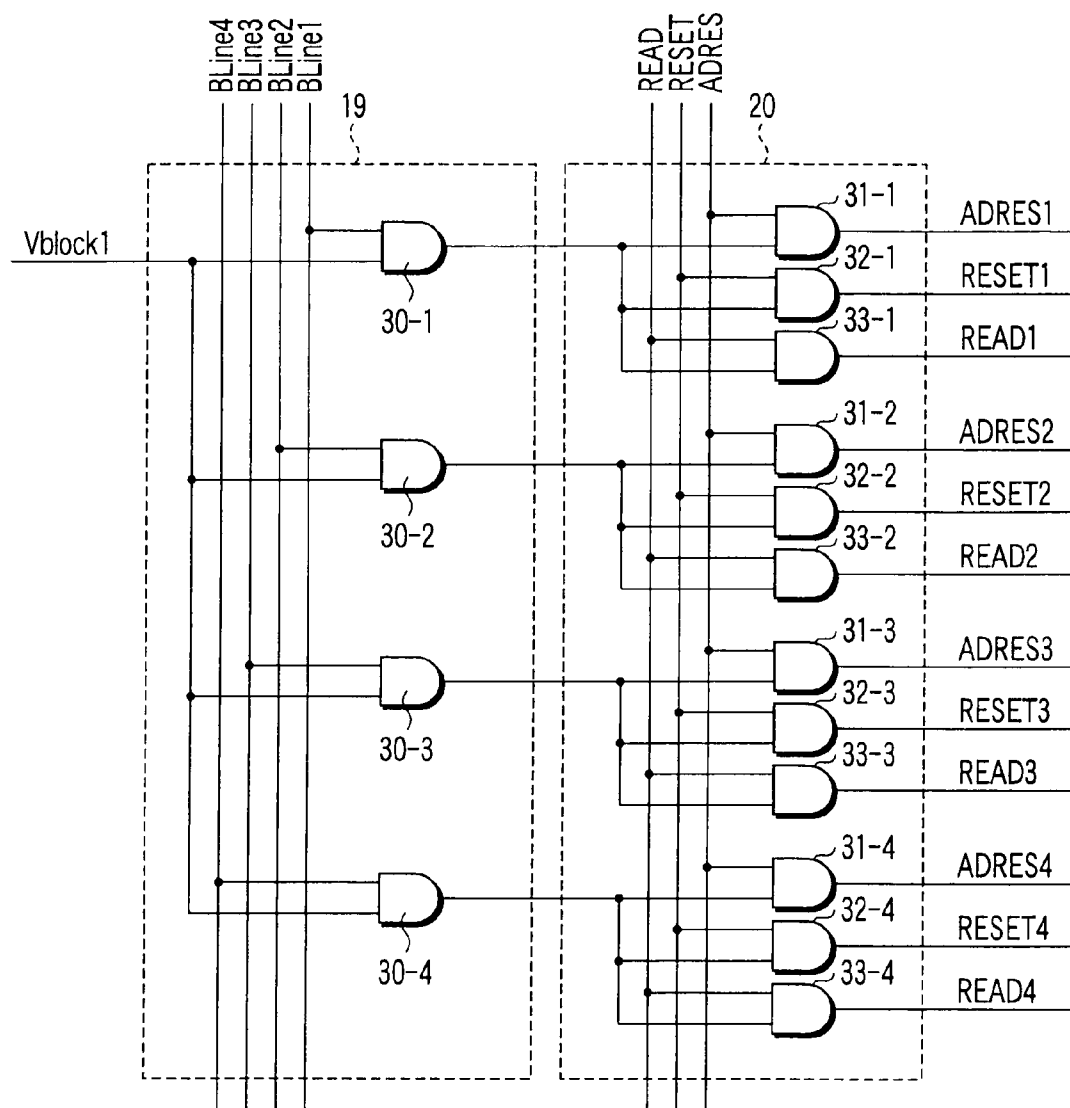 BLine4
BLine3
BLine2
BLine1
READ
RESET
ADRES
19
20
Vblock1
30-1
31-1
ADRES1
32-1
RESET1
33-1
READ1
30-2
31-2
ADRES2
32-2
RESET2
33-2
READ2
30-3
31-3
ADRES3
32-3
RESET3
33-3
READ3
30-4
31-4
ADRES4
32-4
RESET4
33-4
READ4